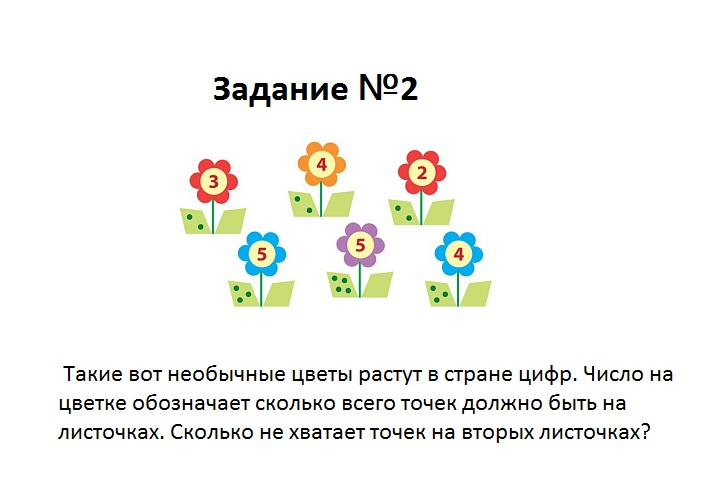 Задание №2
4
3
2
5
5
4
Такие вот необычные цветы растут в стране цифр. Число на
цветке обозначает сколько всего точек должно быть на
листочках. Сколько не хватает точек на вторых листочках?